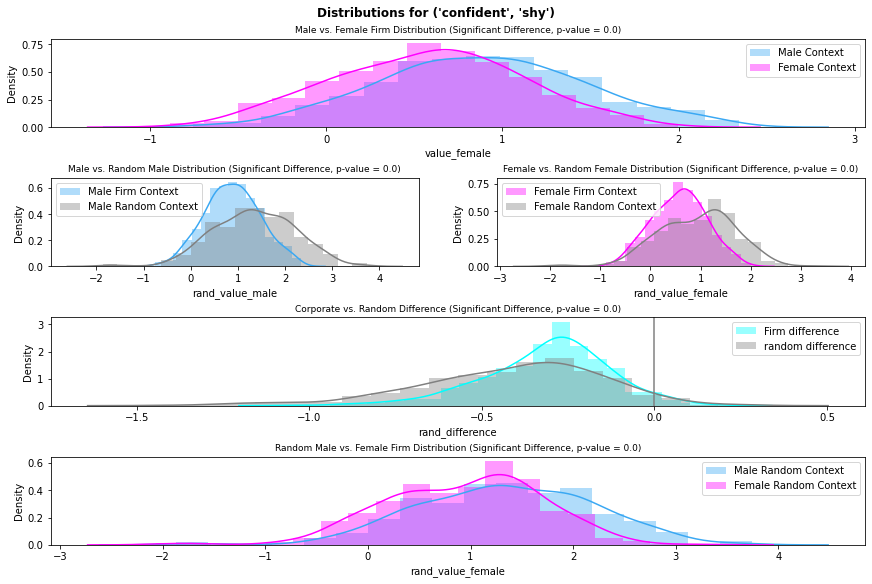 Distributions for ('confident', 'shy')
Male vs. Female Firm Distribution (Significant Difference, p-value = 0.0)
Density
0.75
0.50
0.25
0.00
Male Context
Female Context
−1
0
1
2
3
value_female
Male vs. Random Male Distribution (Significant Difference, p-value = 0.0)
Density
0.6
0.4
0.2
0.0
Male Firm Context
Male Random Context
−2
−1
0
1
2
3
4
rand_value_male
Female vs. Random Female Distribution (Significant Difference, p-value = 0.0)
Density
0.75
0.50
0.25
0.00
Female Firm Context
Female Random Context
−3
−2
−1
0
1
2
3
4
rand_value_female
Corporate vs. Random Difference (Significant Difference, p-value = 0.0)
Density
3
2
1
0
Firm difference
random difference
−1.5
−1.0
−0.5
0.0
0.5
rand_difference
Random Male vs. Female Firm Distribution (Significant Difference, p-value = 0.0)
Density
0.6
0.4
0.2
0.0
Male Random Context
Female Random Context
−3
−2
−1
0
1
2
3
4
rand_value_female